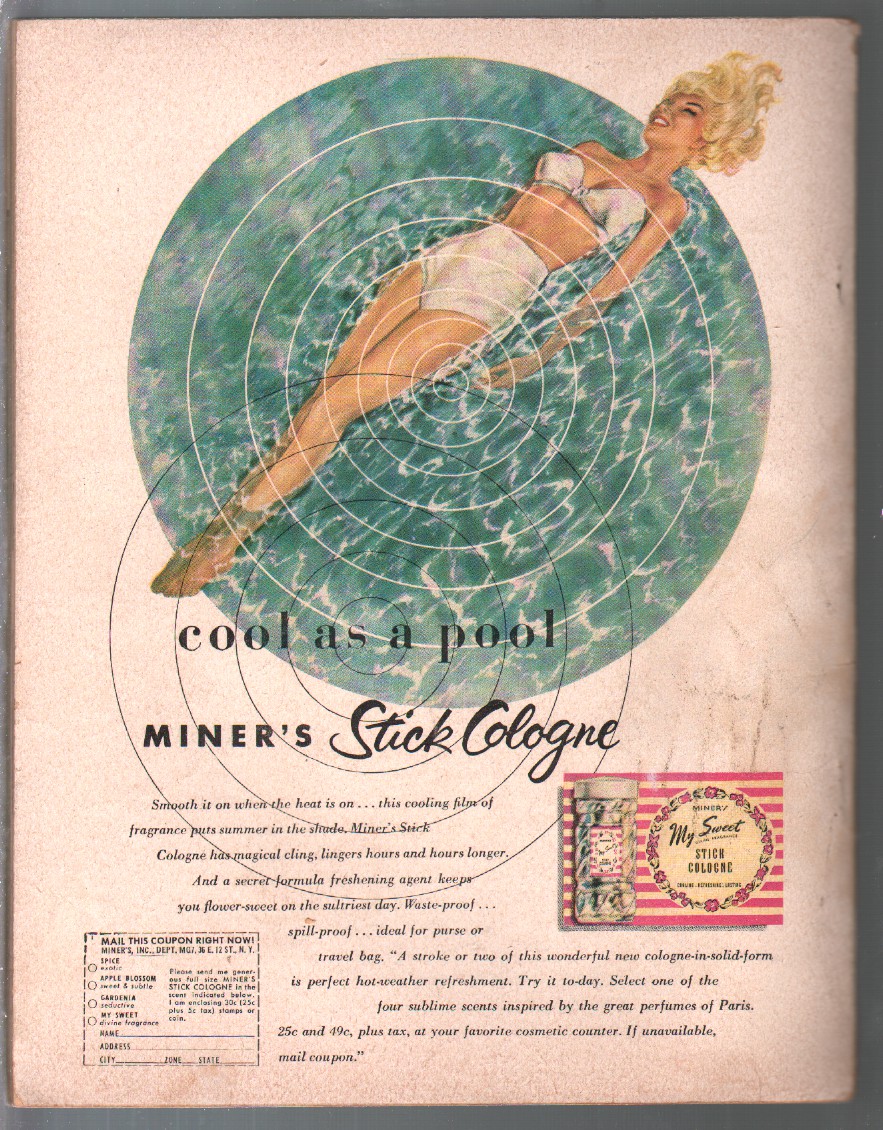 cool as a pool
MINER'S Stick Cologne
Smooth it on when the heat is on . . . this cooling film of
fragrance puts summer in the shade. Miner's Stick
Cologne has magical cling, lingers hours and hours longer.
And a secret formula freshening agent keeps
you flower-sweet on the sultriest day. Waste-proof . . .
spill-proof . . . ideal for purse or
travel bag. "A stroke or two of this wonderful new cologne-in-solid-form
is perfect hot-weather refreshment. Try it to-day. Select one of the
four sublime scents inspired by the great perfumes of Paris.
25c and 49c, plus tax, at your favorite cosmetic counter. If unavailable,
mail coupon."
MINER'S
My Sweet
STICK
COLOGNE
COOLING . REFRESHING . LASTING
MAIL THIS COUPON RIGHT NOW!
MINER'S, INC., DEPT. MG7, 36 E. 12 ST., N. Y.
SPICE
exotic
APPLE BLOSSOM
sweet & subtle
GARDENIA
seductive
MY SWEET
divine fragrance
Please send me gener-
ous full size MINER'S
STICK COLOGNE in the
scent indicated below.
I am enclosing 30c (25c
plus 5c tax) stamps or
coin.
NAME
ADDRESS
CITY ZONE STATE